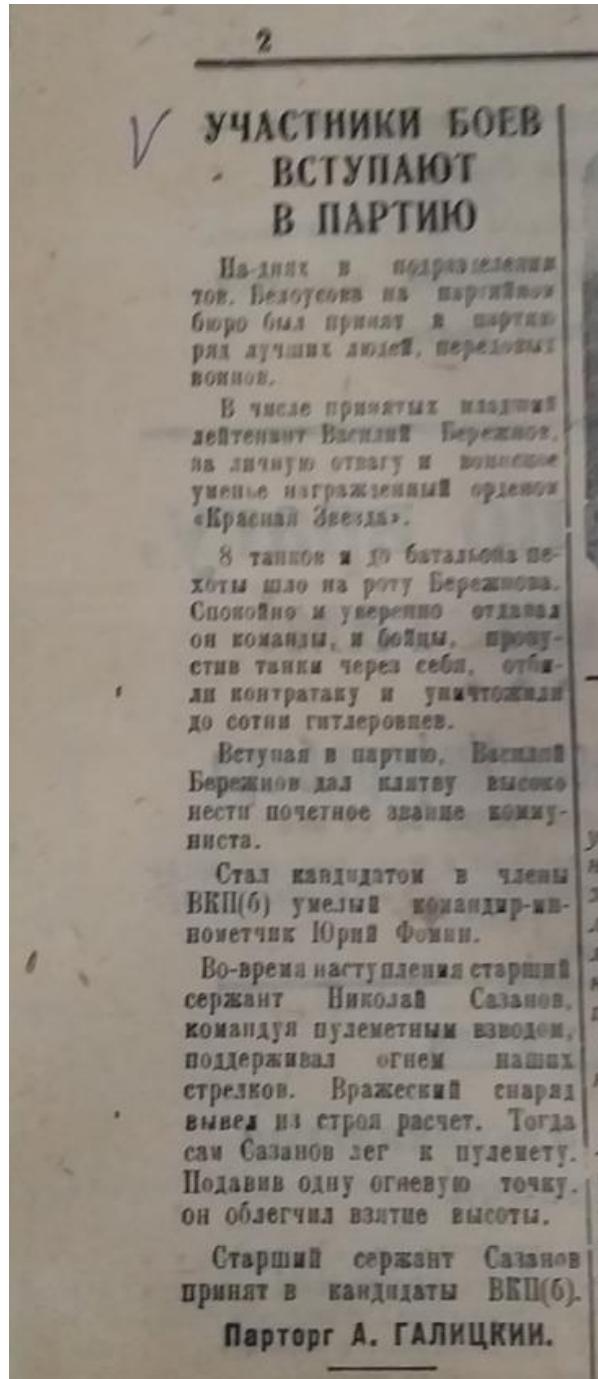 2
УЧАСТНИКИ БОЕВ
ВСТУПАЮТ
В ПАРТИЮ
На-днях в подразделении
тов. Белоусова на партийном
бюро был принят в партию
ряд лучших людей, передовых
воинов.
В числе принятых младший
лейтенант Василий Бережнов,
за личную отвагу и воинское
уменье награжденный орденом
«Красная Звезда».
8 танков и до батальона пе-
хоты шло на роту Бережнова.
Спокойно и уверенно отдавал
он команды, и бойцы, пропу-
стив танки через себя, отби-
ли контратаку и уничтожили
до сотни гитлеровцев.
Вступая в партию, Василий
Бережнов дал клятву высоко
нести почетное звание комму-
ниста.
Стал кандидатом в члены
ВКП(б) умелый командир-ми-
нометчик Юрий Фомин.
Во-время наступления старший
сержант Николай Сазанов,
командуя пулеметным взводом,
поддерживал огнем наших
стрелков. Вражеский снаряд
вывел из строя расчет. Тогда
сам Сазанов лег к пулемету.
Подавив одну огневую точку,
он облегчил взятие высоты.
Старший сержант Сазанов
принят в кандидаты ВКП(б).
Парторг А. ГАЛИЦКИЙ.